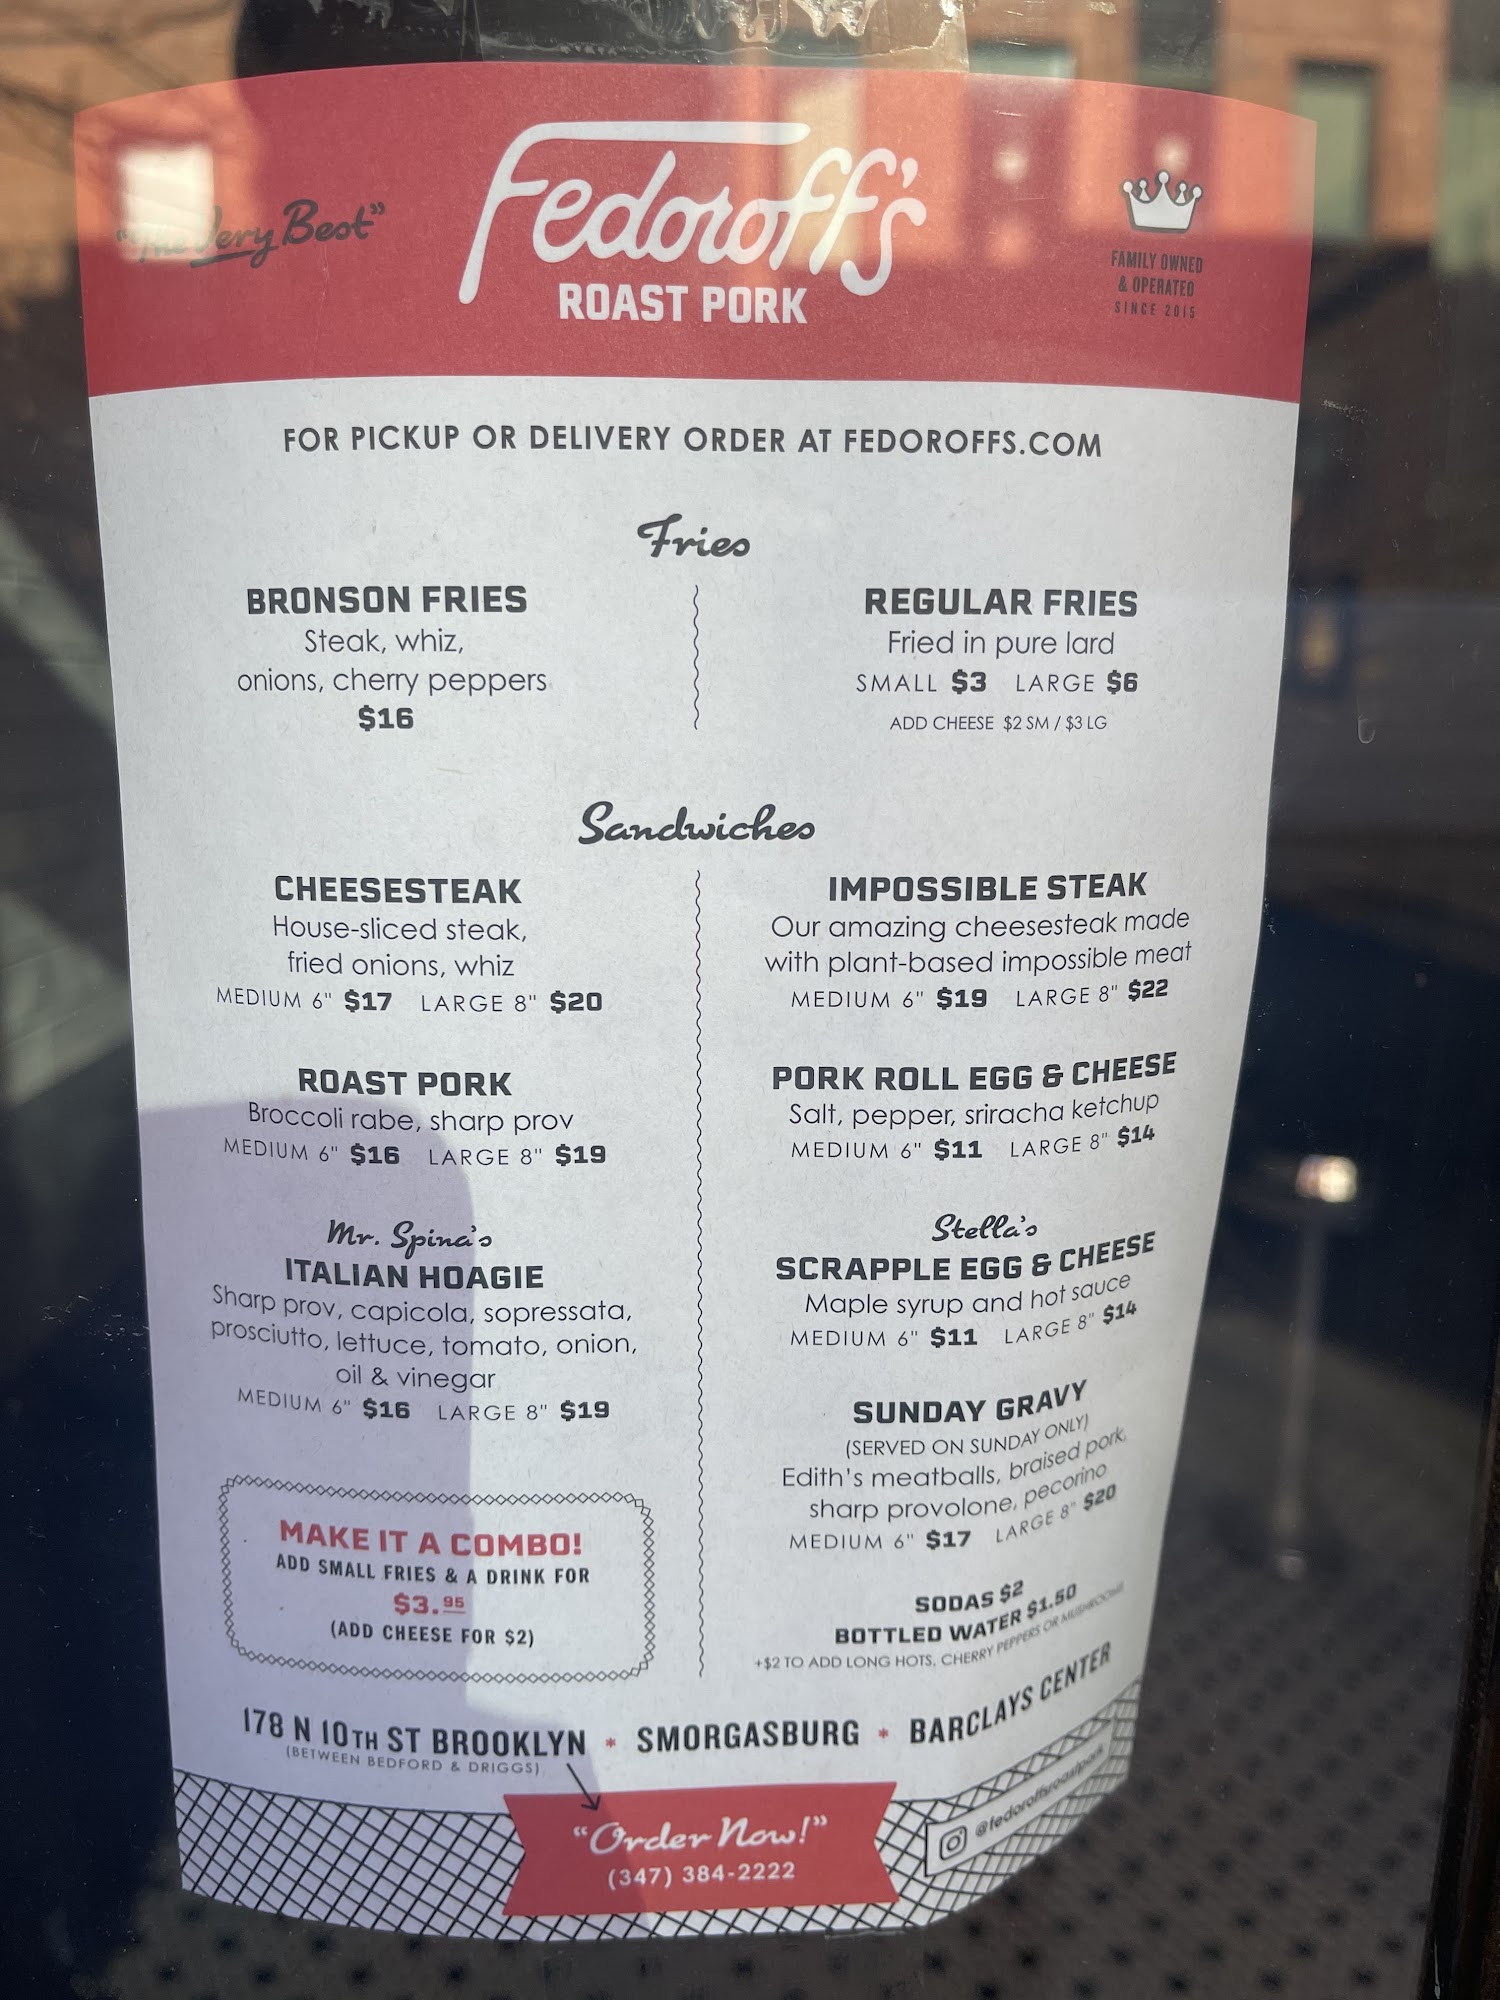 "The Very Best"
Fedoroff's
ROAST PORK
FAMILY OWNED
& OPERATED
SINCE 2015
FOR PICKUP OR DELIVERY ORDER AT FEDOROFFS.COM
Fries
BRONSON FRIES
Steak, whiz,
onions, cherry peppers
$16
REGULAR FRIES
Fried in pure lard
SMALL $3 LARGE $6
ADD CHEESE $2 SM / $3 LG
Sandwiches
CHEESESTEAK
House-sliced steak,
fried onions, whiz
MEDIUM 6" $17 LARGE 8" $20
ROAST PORK
Broccoli rabe, sharp prov
MEDIUM 6" $16 LARGE 8" $19
Mr. Spina's
ITALIAN HOAGIE
Sharp prov, capicola, sopressata,
prosciutto, lettuce, tomato, onion,
oil & vinegar
MEDIUM 6" $16 LARGE 8" $19
MAKE IT A COMBO!
ADD SMALL FRIES & A DRINK FOR
$3.95
(ADD CHEESE FOR $2)
IMPOSSIBLE STEAK
Our amazing cheesesteak made
with plant-based impossible meat
MEDIUM 6" $19 LARGE 8" $22
PORK ROLL EGG & CHEESE
Salt, pepper, sriracha ketchup
MEDIUM 6" $11 LARGE 8" $14
Stella's
SCRAPPLE EGG & CHEESE
Maple syrup and hot sauce
MEDIUM 6" $11 LARGE 8" $14
SUNDAY GRAVY
(SERVED ON SUNDAY ONLY)
Edith's meatballs, braised pork,
sharp provolone, pecorino
MEDIUM 6" $17 LARGE 8" $20
SODAS $2
BOTTLED WATER $1.50
+$2 TO ADD LONG HOTS, CHERRY PEPPERS OR MUSHROOMS
178 N 10TH ST BROOKLYN * SMORGASBURG * BARCLAYS CENTER
(BETWEEN BEDFORD & DRIGGS)
"Order Now!"
(347) 384-2222
@fedoroffsroastpork